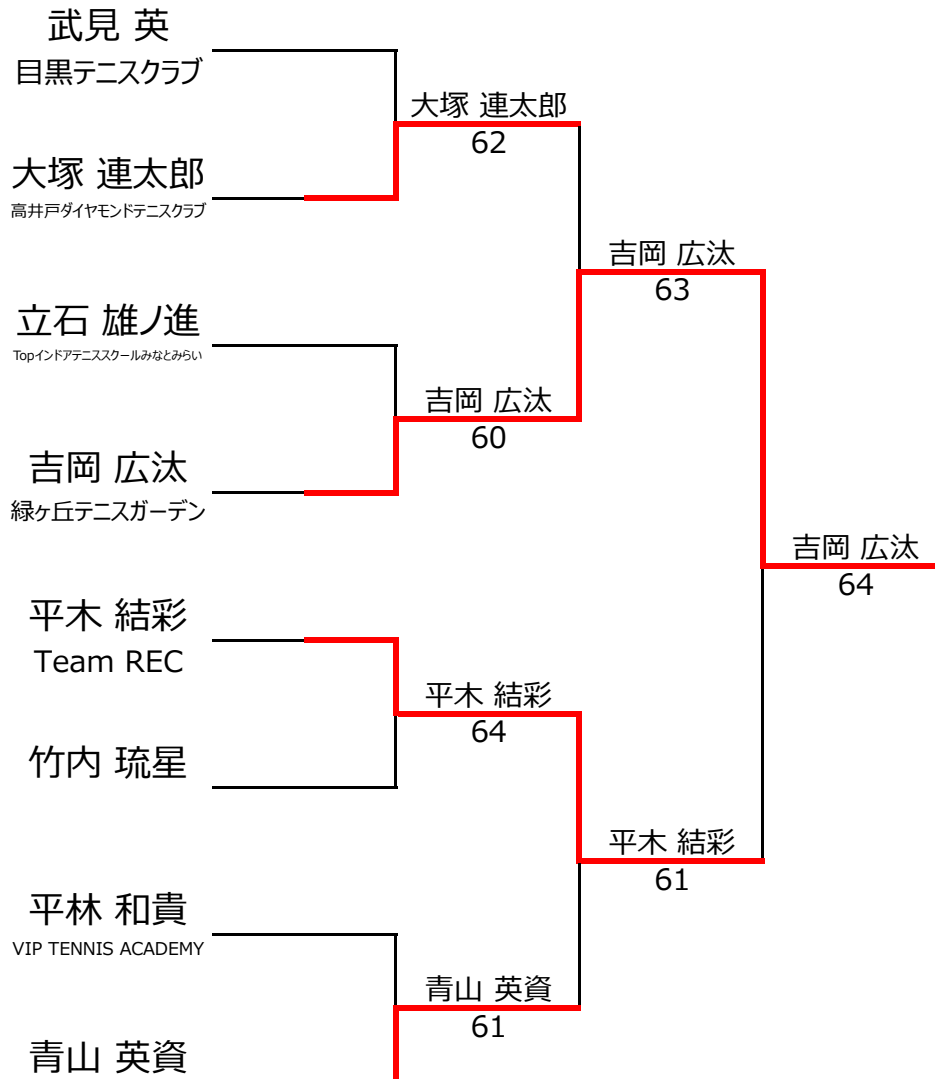 武見 英
目黒テニスクラブ
大塚 連太郎
62
大塚 連太郎
高井戸ダイヤモンドテニスクラブ
吉岡 広汰
63
立石 雄ノ進
Topインドアテニススクールみなとみらい
吉岡 広汰
60
吉岡 広汰
緑ヶ丘テニスガーデン
吉岡 広汰
64
平木 結彩
Team REC
平木 結彩
64
竹内 琉星
平木 結彩
61
平林 和貴
VIP TENNIS ACADEMY
青山 英資
61
青山 英資